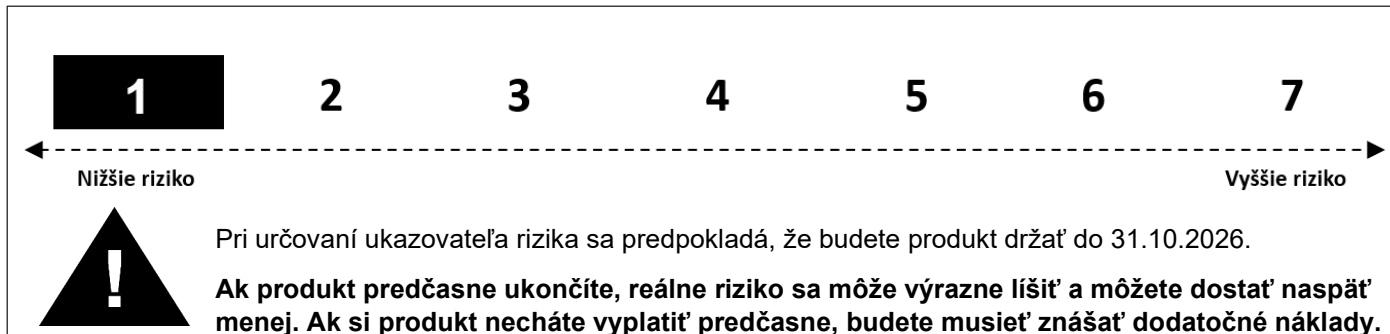 1 2 3 4 5 6 7
Nižšie riziko Vyššie riziko
!
Pri určovaní ukazovateľa rizika sa predpokladá, že budete produkt držať do 31.10.2026.
Ak produkt predčasne ukončíte, reálne riziko sa môže výrazne líšiť a môžete dostať naspäť
menej. Ak si produkt necháte vyplatiť predčasne, budete musieť znášať dodatočné náklady.